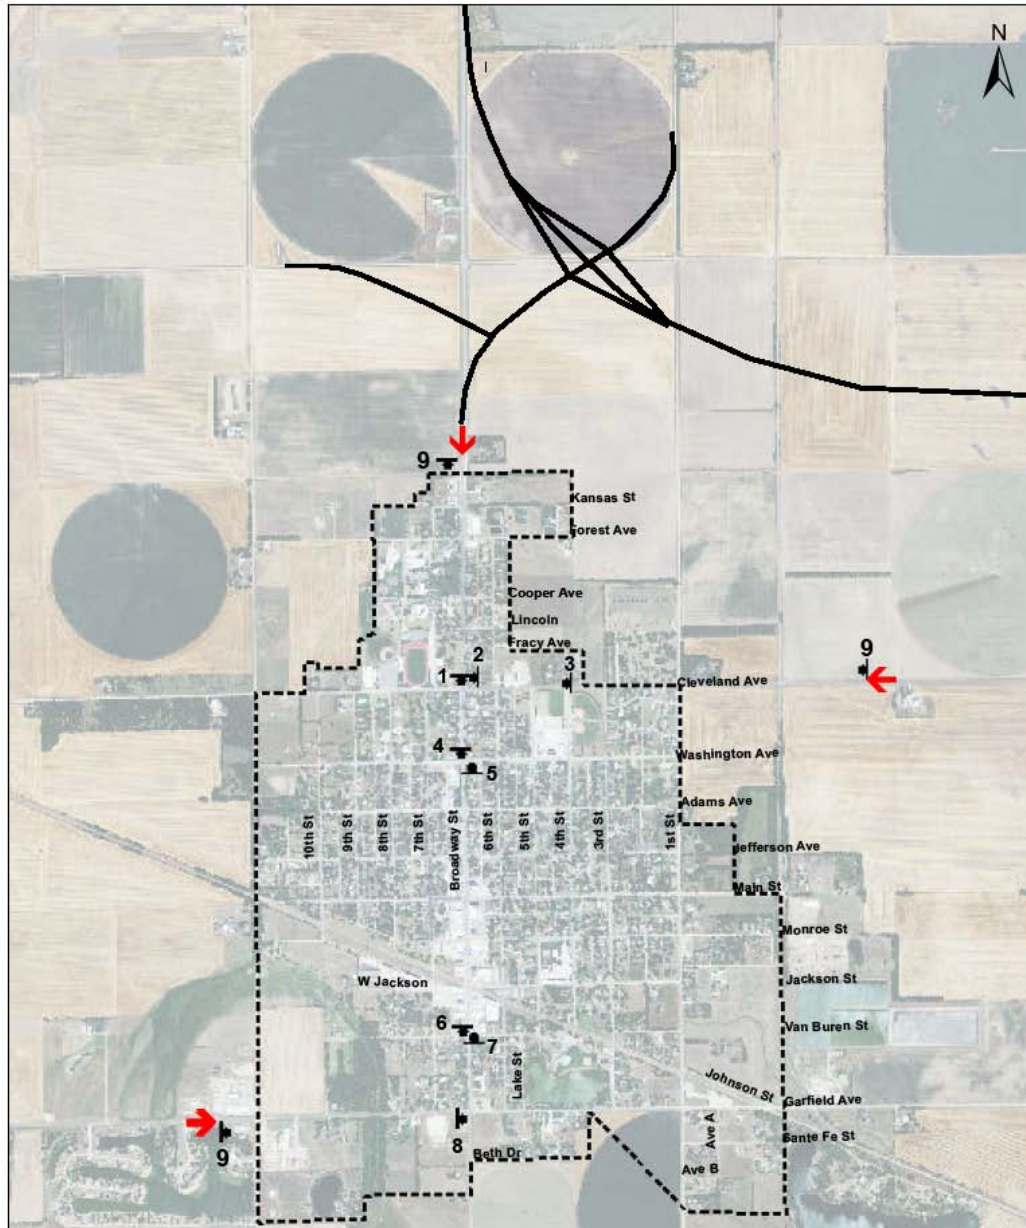 N
9
Kansas St
Forest Ave
Cooper Ave
Lincoln
Fracy Ave
1
2
3
9
Cleveland Ave
4
5
Washington Ave
Adams Ave
10th St
9th St
8th St
7th St
Broadway St
6th St
5th St
4th St
3rd St
1st St
Jefferson Ave
Main St
Monroe St
W Jackson
Jackson St
6
7
Van Buren St
Lake St
Johnson St
Garfield Ave
9
8
Beth Dr
Ave A
Sante Fe St
Ave B